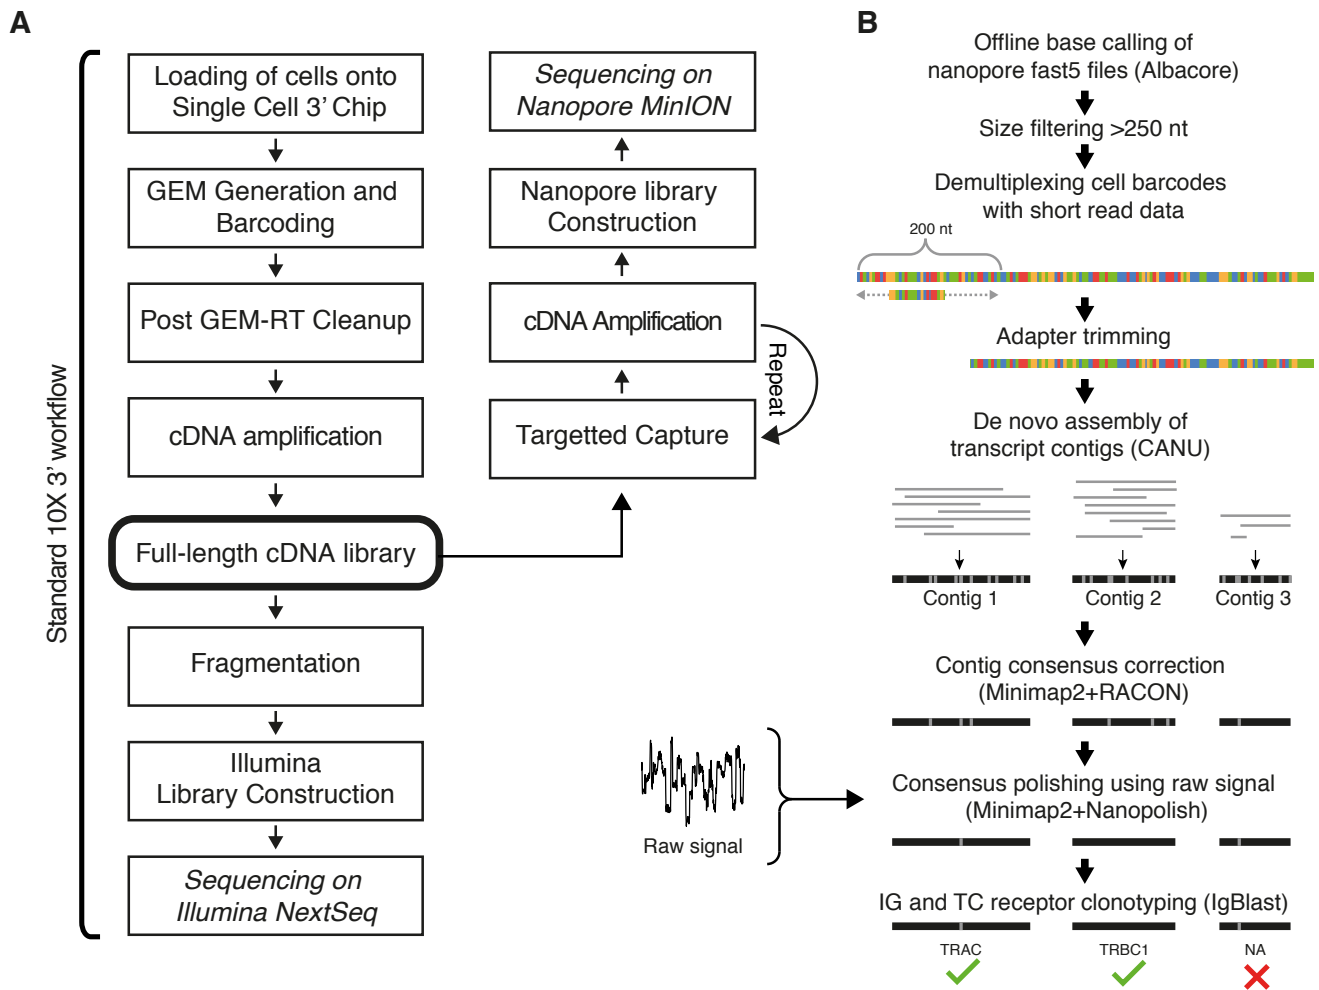 A
Standard 10X 3’ workflow
Loading of cells onto
Single Cell 3’ Chip
GEM Generation and
Barcoding
Post GEM-RT Cleanup
cDNA amplification
Full-length cDNA library
Fragmentation
Illumina
Library Construction
Sequencing on
Illumina NextSeq
Sequencing on
Nanopore MinION
Nanopore library
Construction
cDNA Amplification
Repeat
Targetted Capture
B
Offline base calling of
nanopore fast5 files (Albacore)
Size filtering >250 nt
Demultiplexing cell barcodes
with short read data
200 nt
Adapter trimming
De novo assembly of
transcript contigs (CANU)
Contig 1
Contig 2
Contig 3
Contig consensus correction
(Minimap2+RACON)
Raw signal
Consensus polishing using raw signal
(Minimap2+Nanopolish)
IG and TC receptor clonotyping (IgBlast)
TRAC
TRBC1
NA